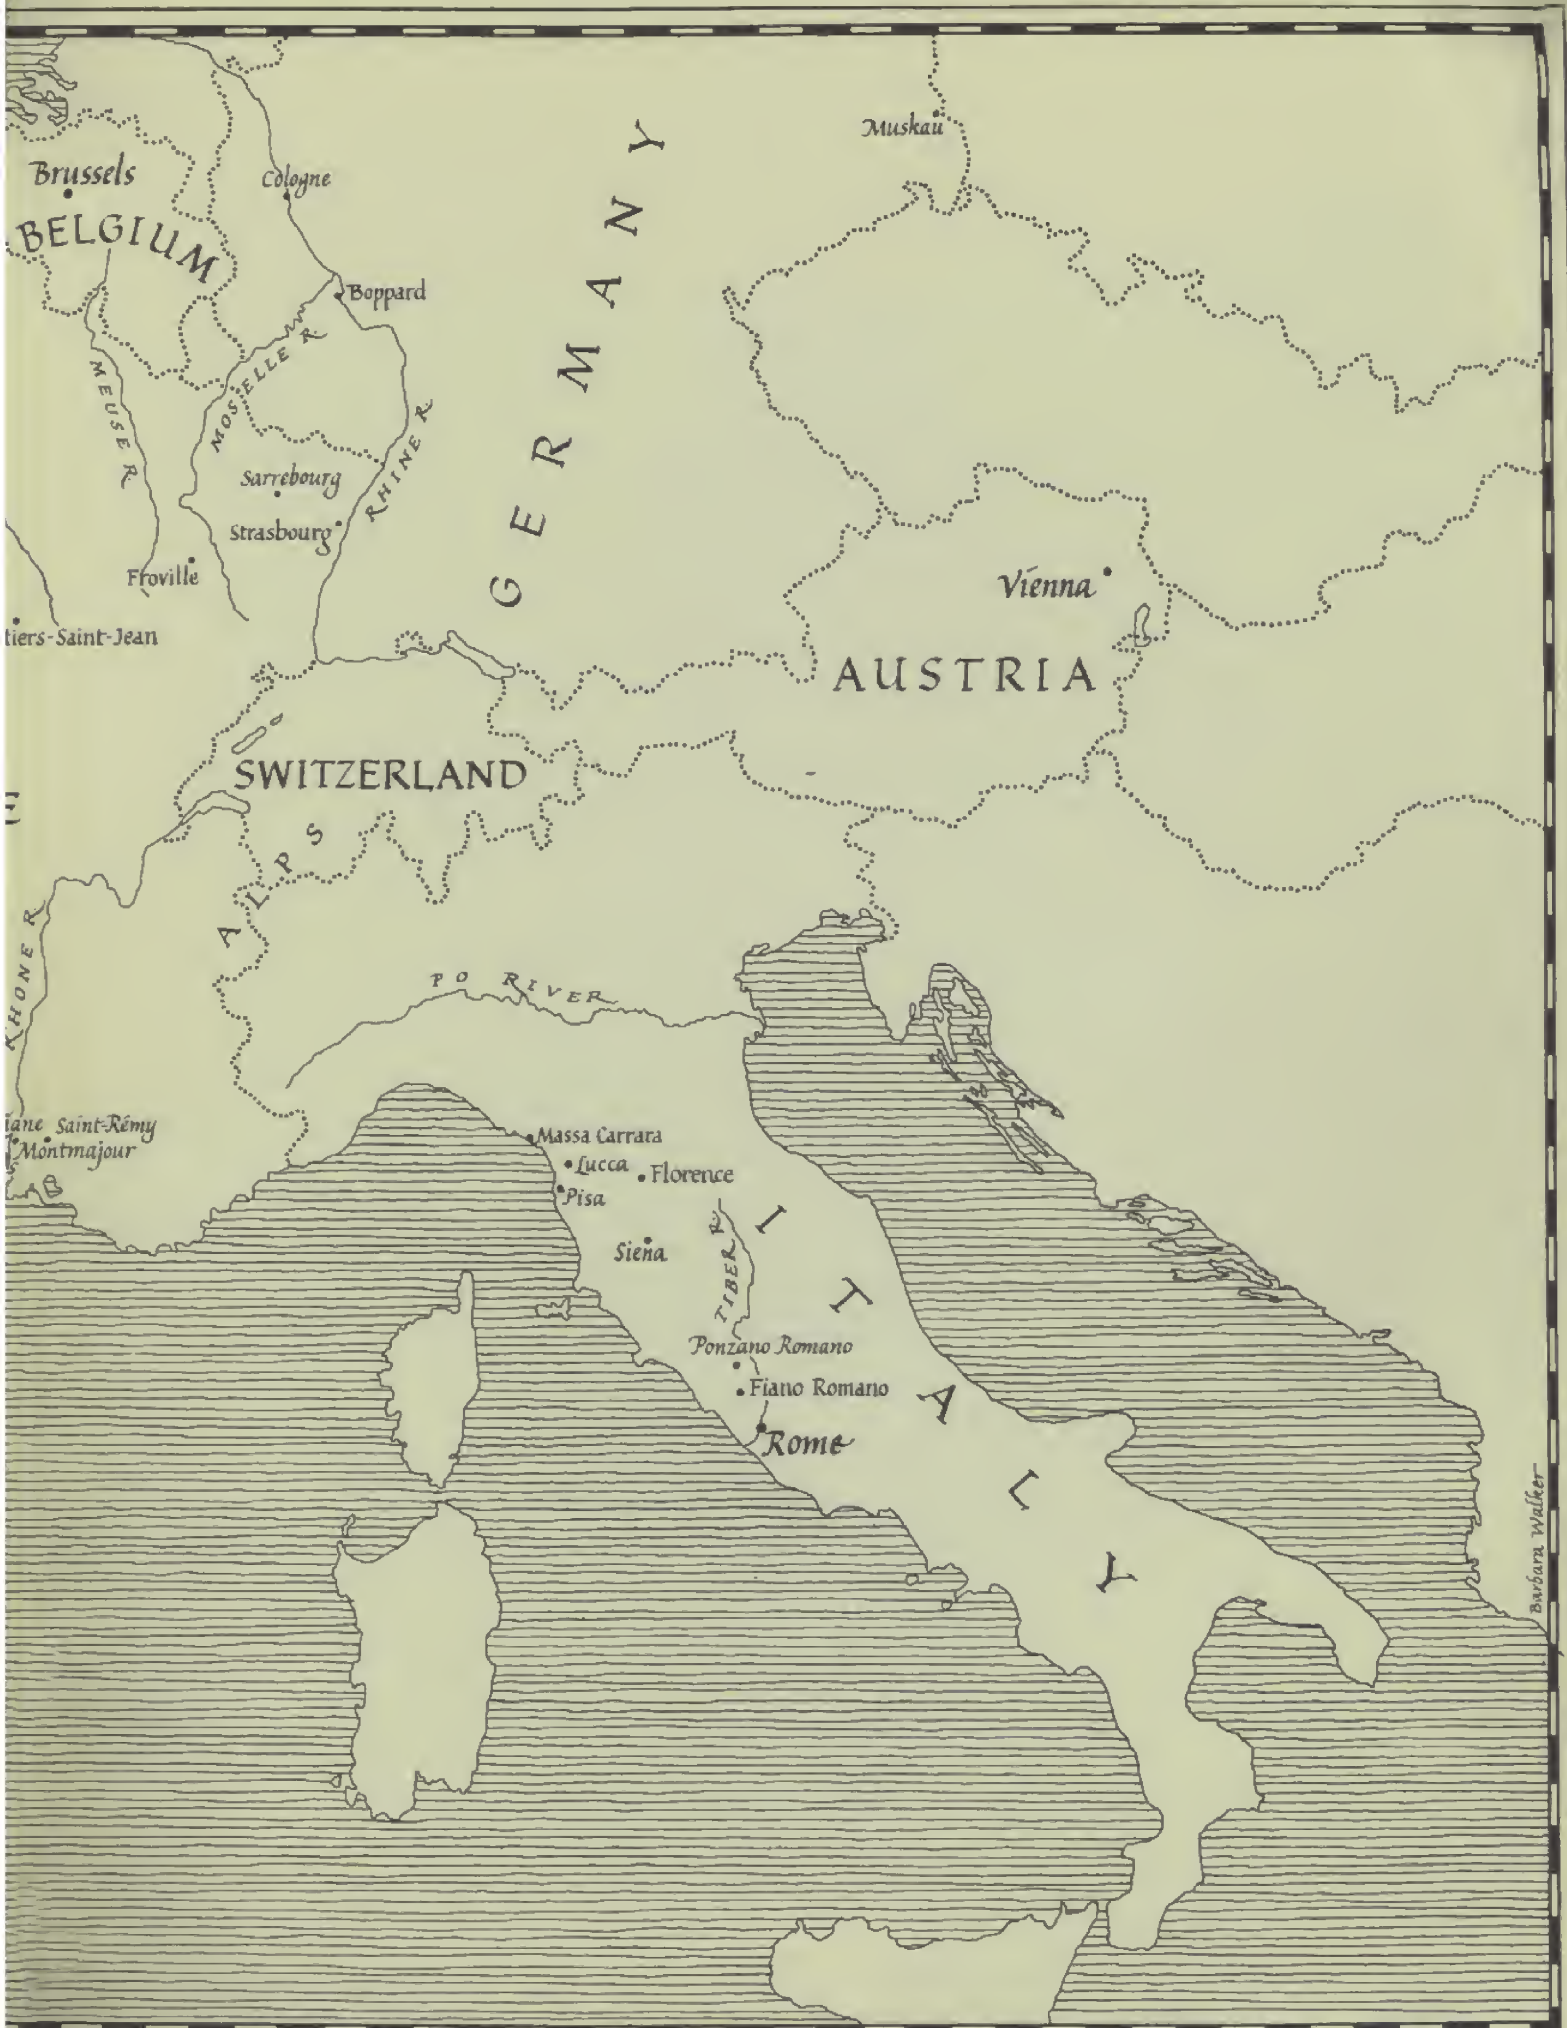 Muskau
Brussels
Cologne
BELGIUM
Boppard
MOSELLE R.
MEUSE R.
GERMANY
RHINE R.
Sarrebourg
Strasbourg
Froville
Vienna
tiers-Saint-Jean
AUSTRIA
SWITZERLAND
ALPS
RHONE R.
PO RIVER
Saint-Rémy
Montmajour
Massa Carrara
Lucca
Florence
Pisa
Siena
TIBER R.
ITALY
Ponzano Romano
Fiano Romano
Rome
Barbara Walker